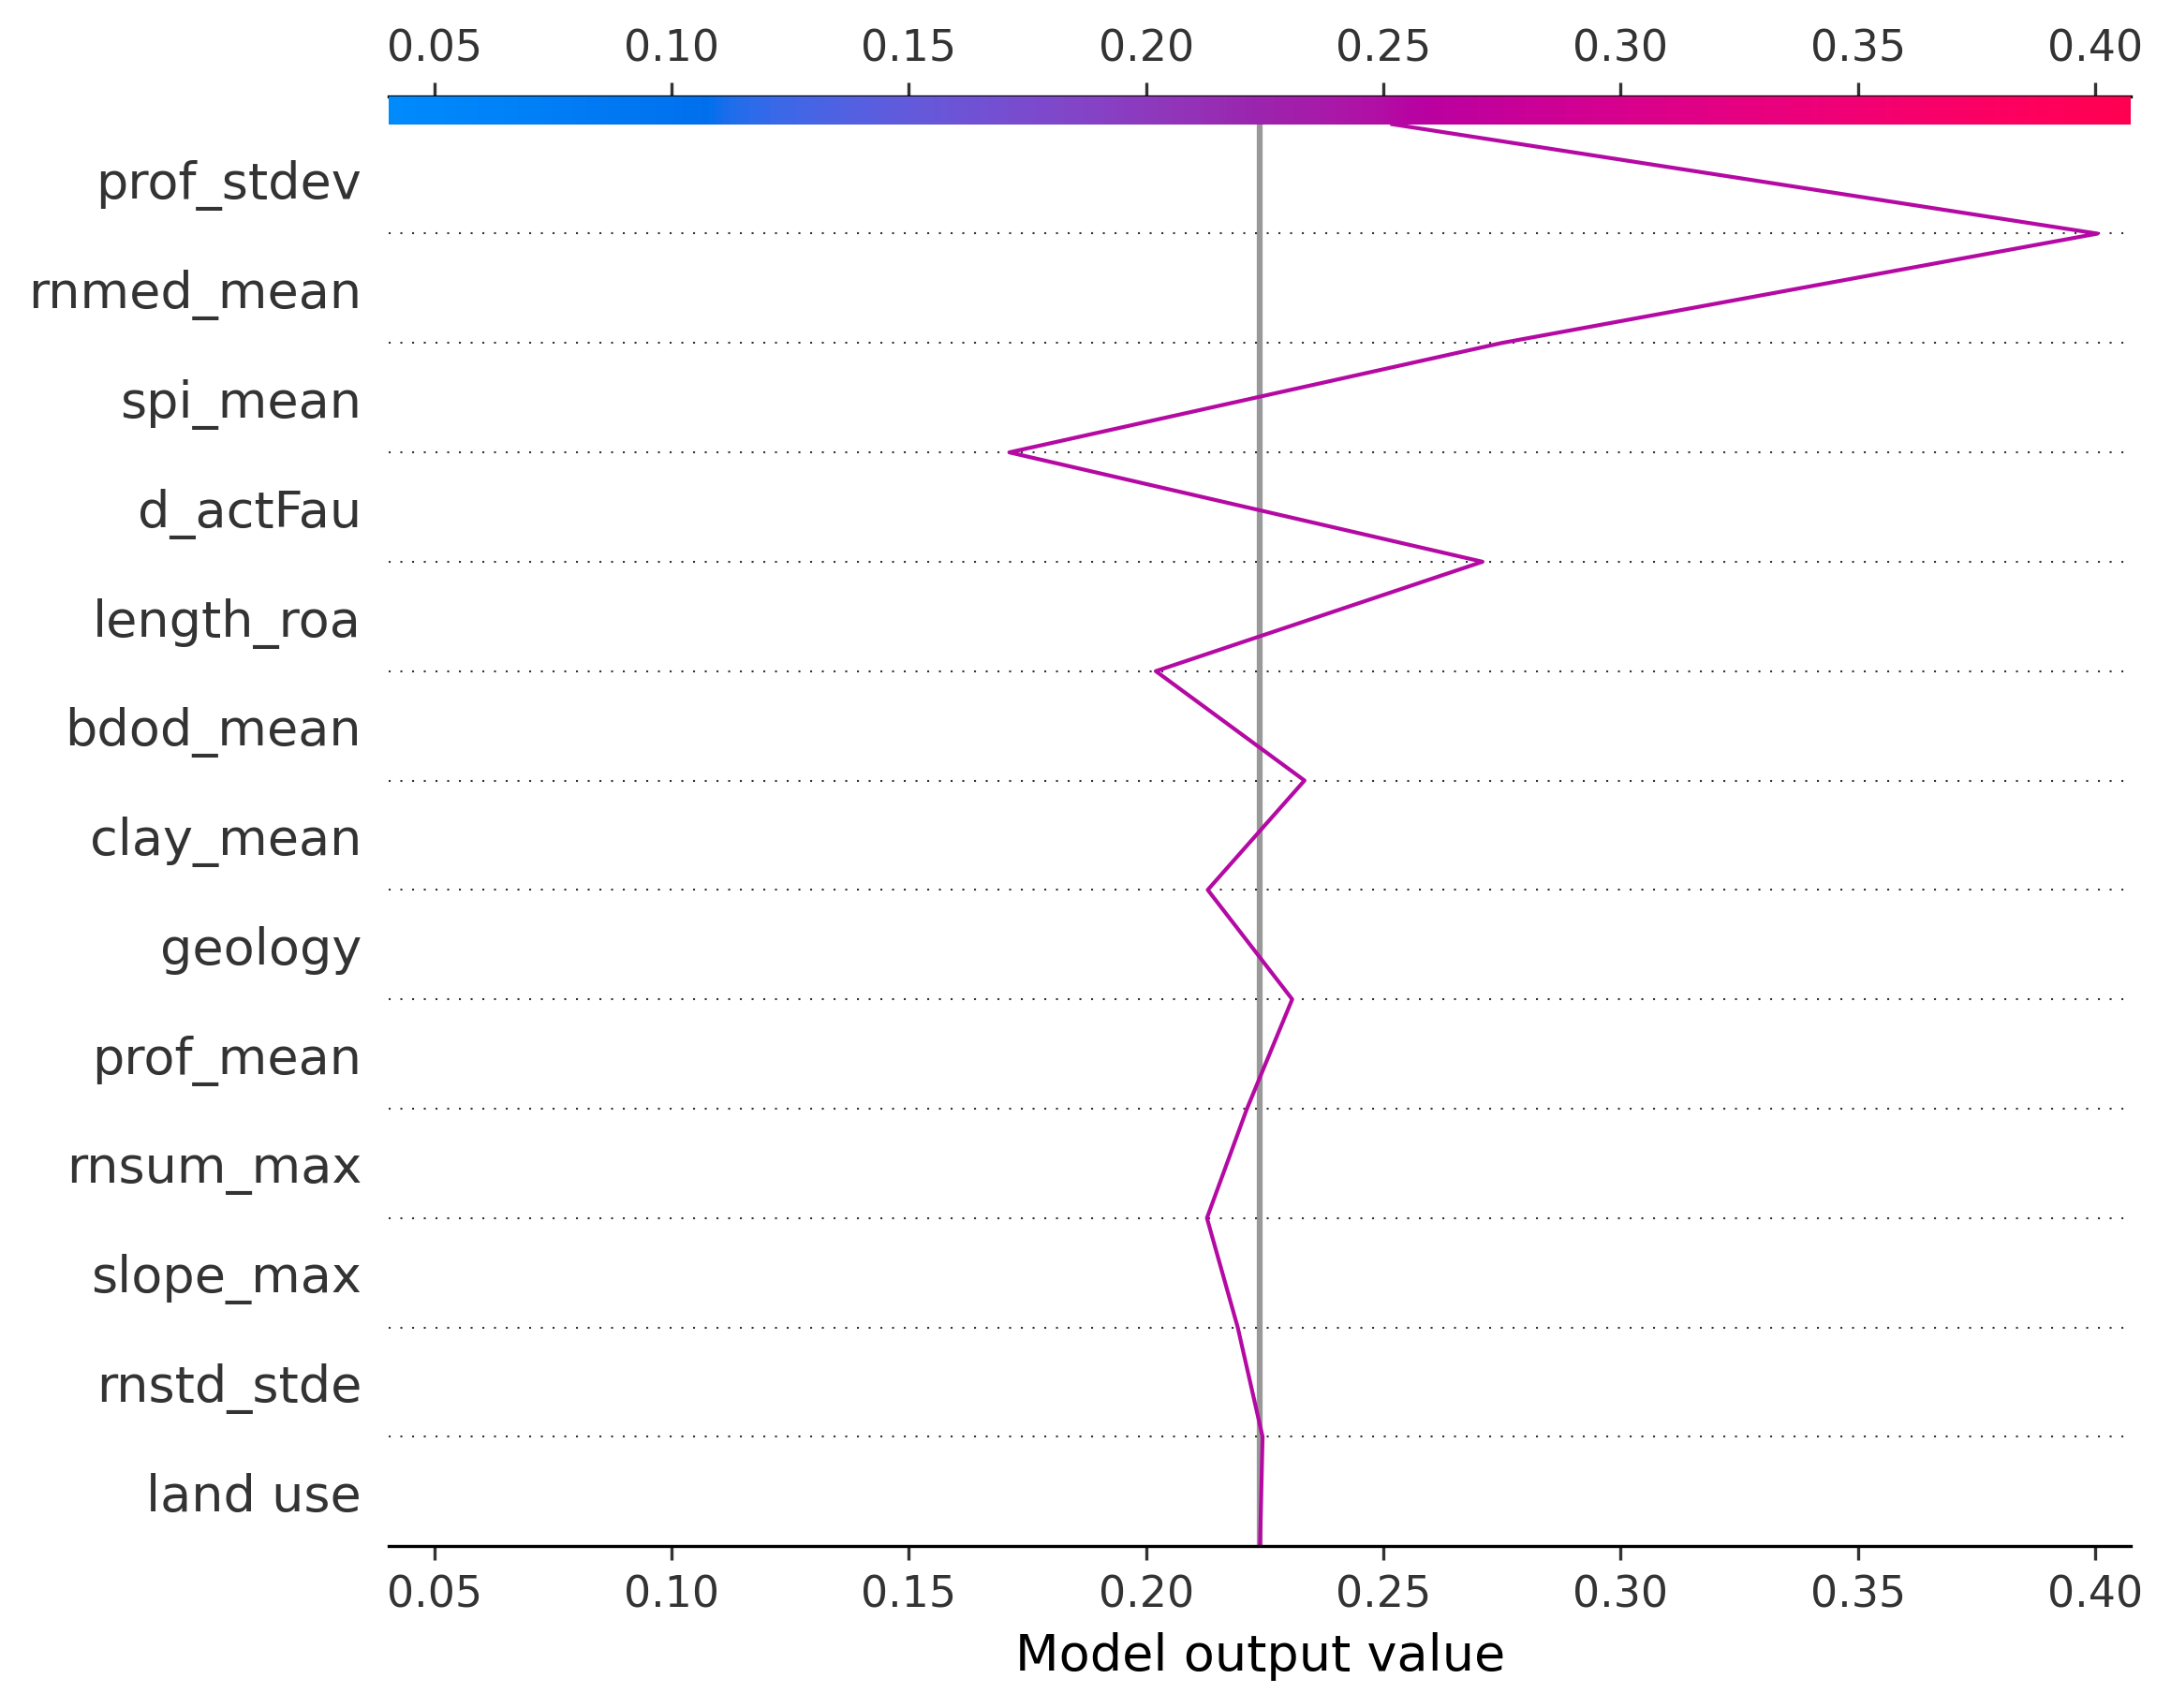 0.05 0.10 0.15 0.20 0.25 0.30 0.35 0.40
prof_stdev
rnmed_mean
spi_mean
d_actFau
length_roa
bdod_mean
clay_mean
geology
prof_mean
rnsum_max
slope_max
rnstd_stde
land use
0.05 0.10 0.15 0.20 0.25 0.30 0.35 0.40
Model output value